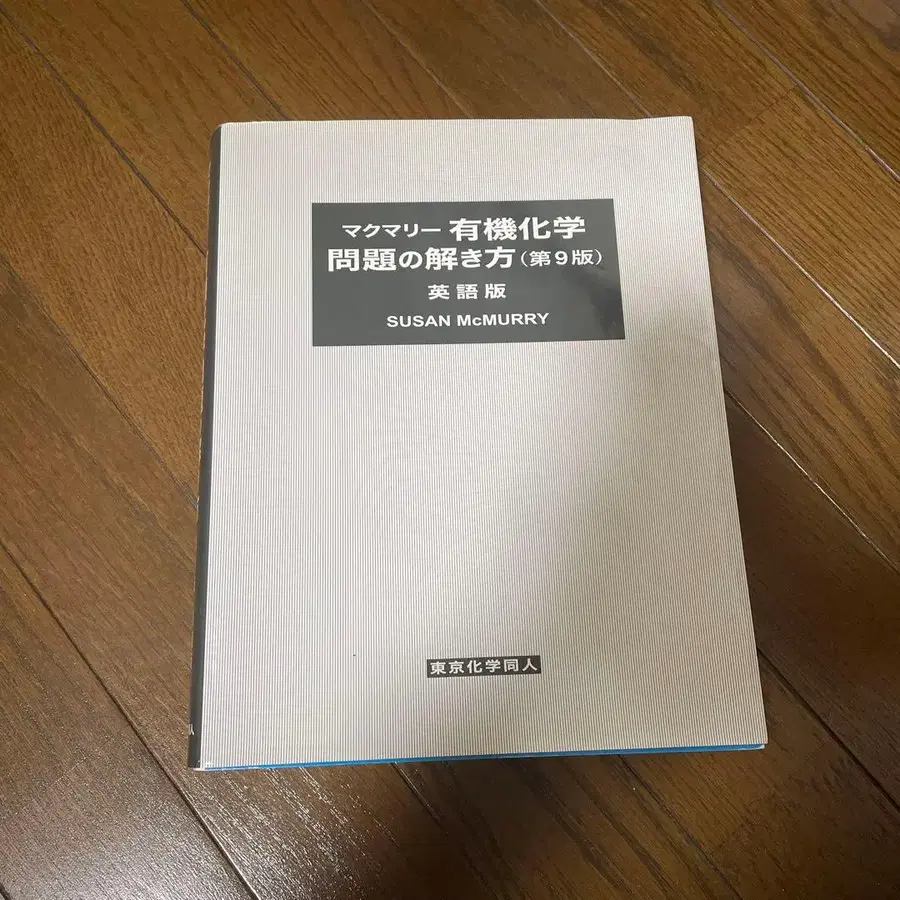 マクマリー 有機化学
問題の解き方(第9版)
英語版
SUSAN McMURRY
東京化学同人